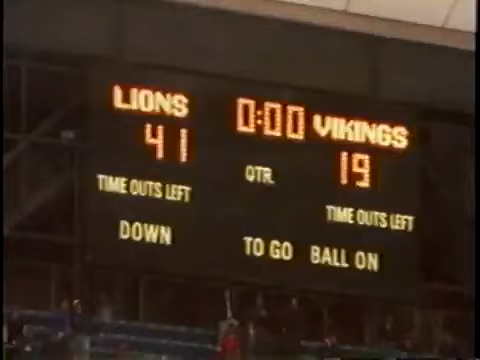 LIONS 0:00 VIKINGS
41 19
QTR.
TIME OUTS LEFT TIME OUTS LEFT
DOWN TO GO BALL ON